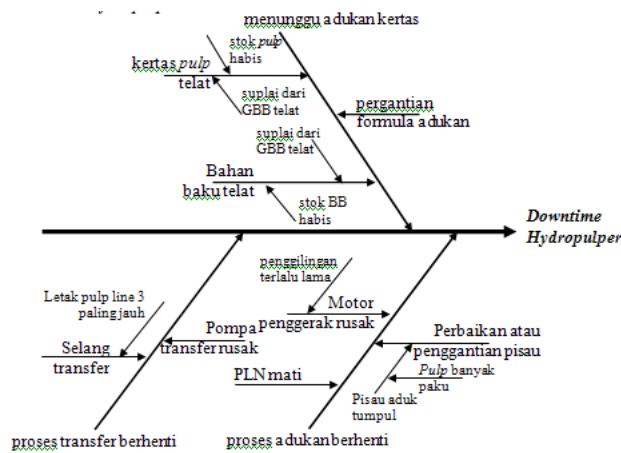 menunggu adukan kertas
stok pulp
habis
kertas pulp
telat
suplai dari
GBB telat
pergantian
formula adukan
suplai dari
GBB telat
Bahan
baku telat
stok BB
habis
Downtime
Hydropulper
penggilingan
terlalu lama
Letak pulp line 3
paling jauh
Motor
penggerak rusak
Pompa
transfer rusak
Perbaikan atau
penggantian pisau
Selang
transfer
PLN mati
Pulp banyak
paku
Pisau aduk
tumpul
proses transfer berhenti
proses adukan berhenti